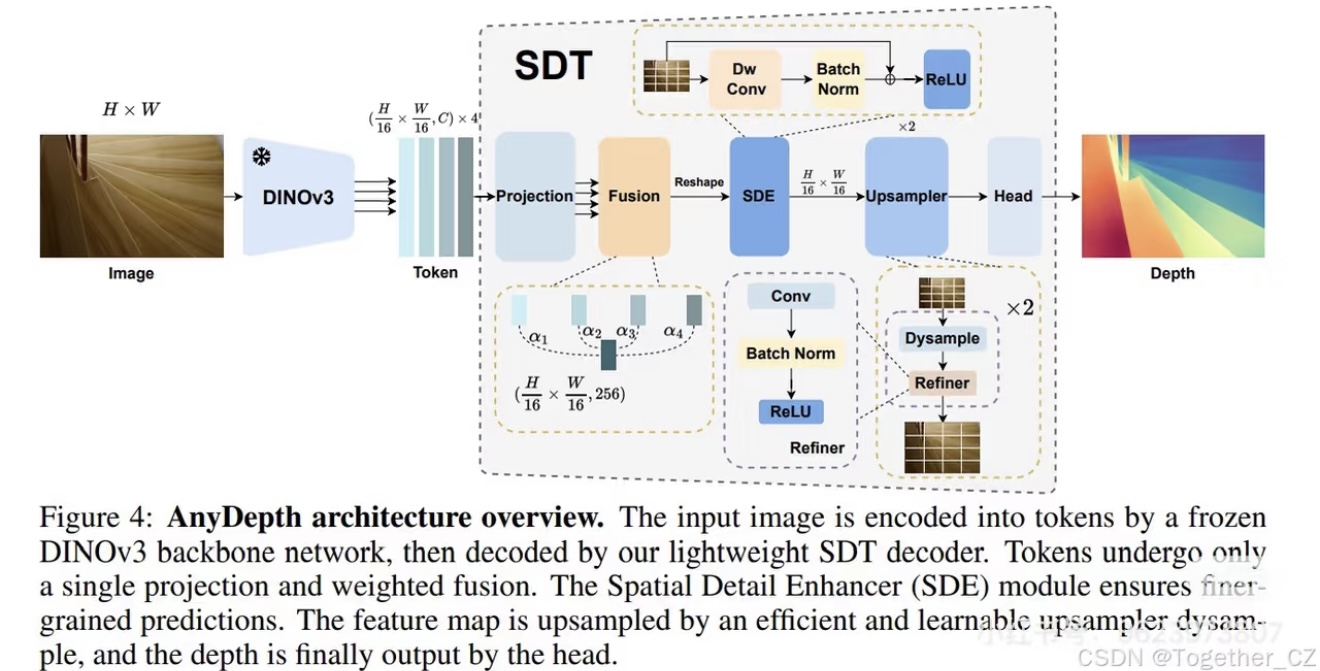 SDT
Dw
Conv
Batch
Norm
ReLU
×2
H × W
(H/16 × W/16, C) × 4
DINOv3
Projection
Fusion
Reshape
SDE
H/16 × W/16
Upsampler
Head
Image
Token
Depth
α1
α2
α3
α4
(H/16 × W/16, 256)
Conv
Batch Norm
ReLU
Refiner
×2
Dysample
Refiner
Figure 4: AnyDepth architecture overview. The input image is encoded into tokens by a frozen
DINOv3 backbone network, then decoded by our lightweight SDT decoder. Tokens undergo only
a single projection and weighted fusion. The Spatial Detail Enhancer (SDE) module ensures finer-
grained predictions. The feature map is upsampled by an efficient and learnable upsampler dysam-
ple, and the depth is finally output by the head.
CSDN @Together_CZ